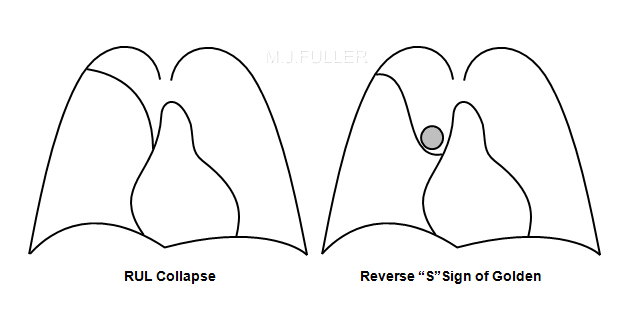 M.J.FULLER
RUL Collapse
Reverse “S”Sign of Golden